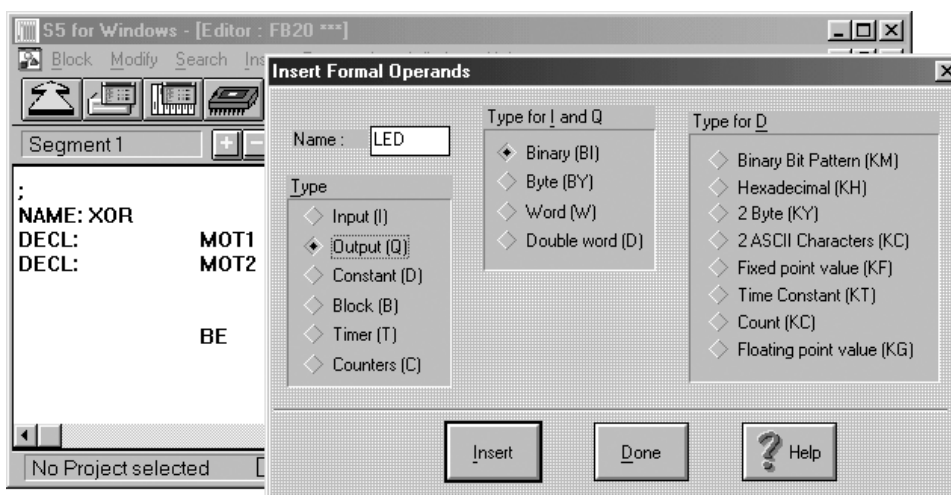 S5 for Windows - [Editor : FB20 ***]
Block Modify Search Ins
Segment 1
;
NAME: XOR
DECL: MOT1
DECL: MOT2
BE
No Project selected
Insert Formal Operands
Name : LED
Type
Input (I)
Output (Q)
Constant (D)
Block (B)
Timer (T)
Counters (C)
Type for I and Q
Binary (BI)
Byte (BY)
Word (W)
Double word (D)
Type for D
Binary Bit Pattern (KM)
Hexadecimal (KH)
2 Byte (KY)
2 ASCII Characters (KC)
Fixed point value (KF)
Time Constant (KT)
Count (KC)
Floating point value (KG)
Insert
Done
Help